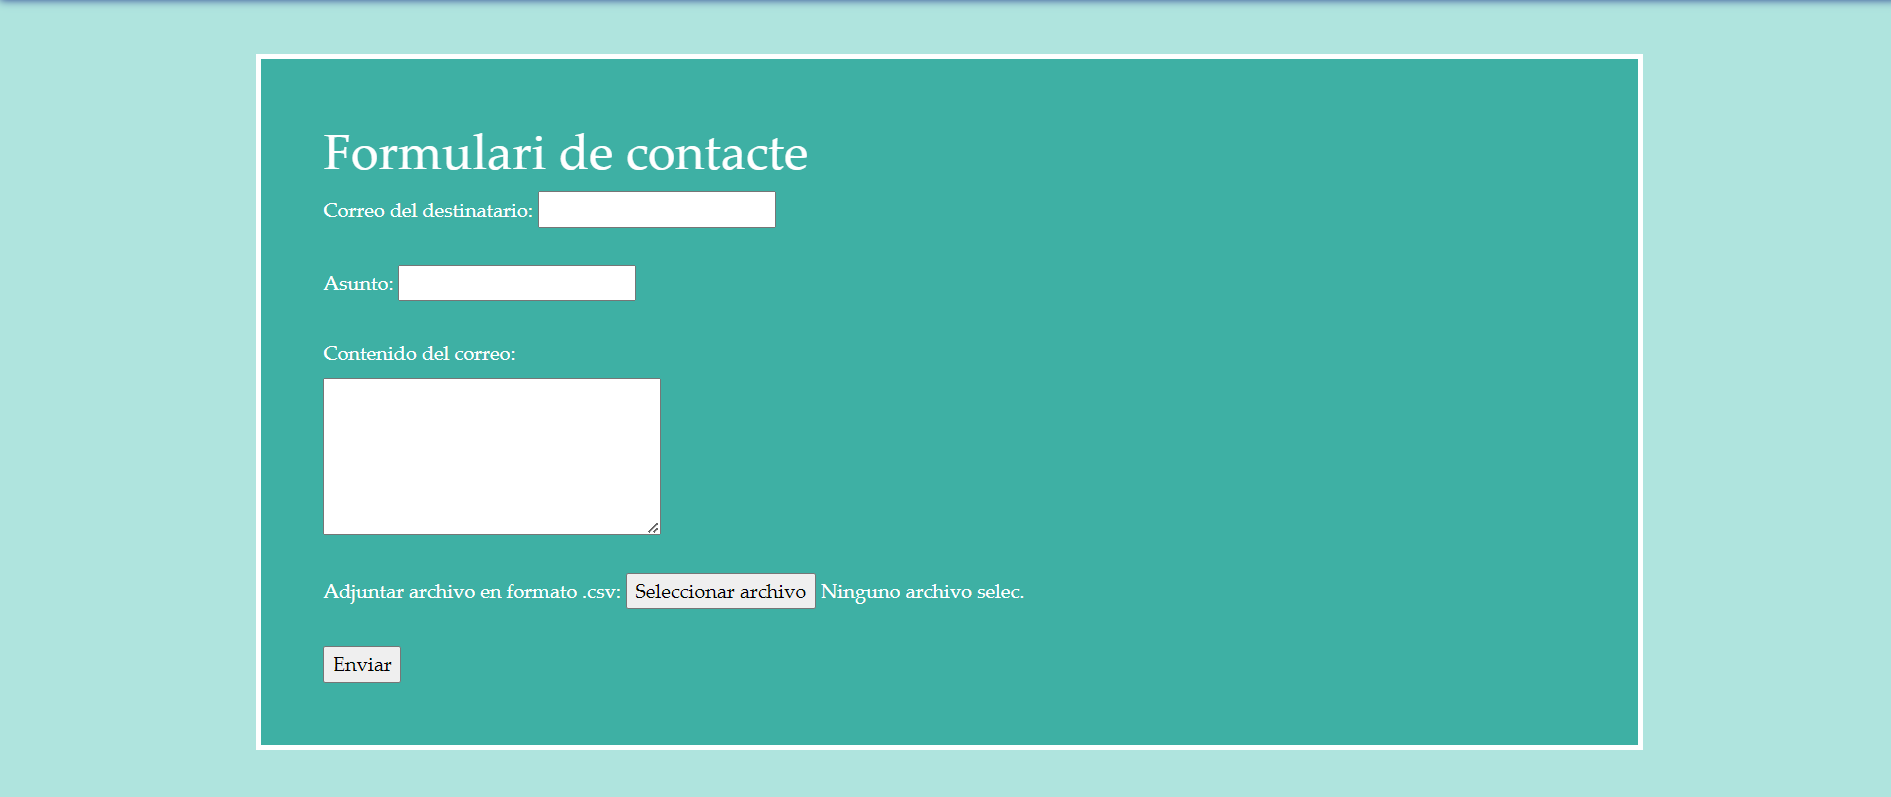 Formulari de contacte
Correo del destinatario:
Asunto:
Contenido del correo:
Adjuntar archivo en formato .csv: Seleccionar archivo Ninguno archivo selec.
Enviar